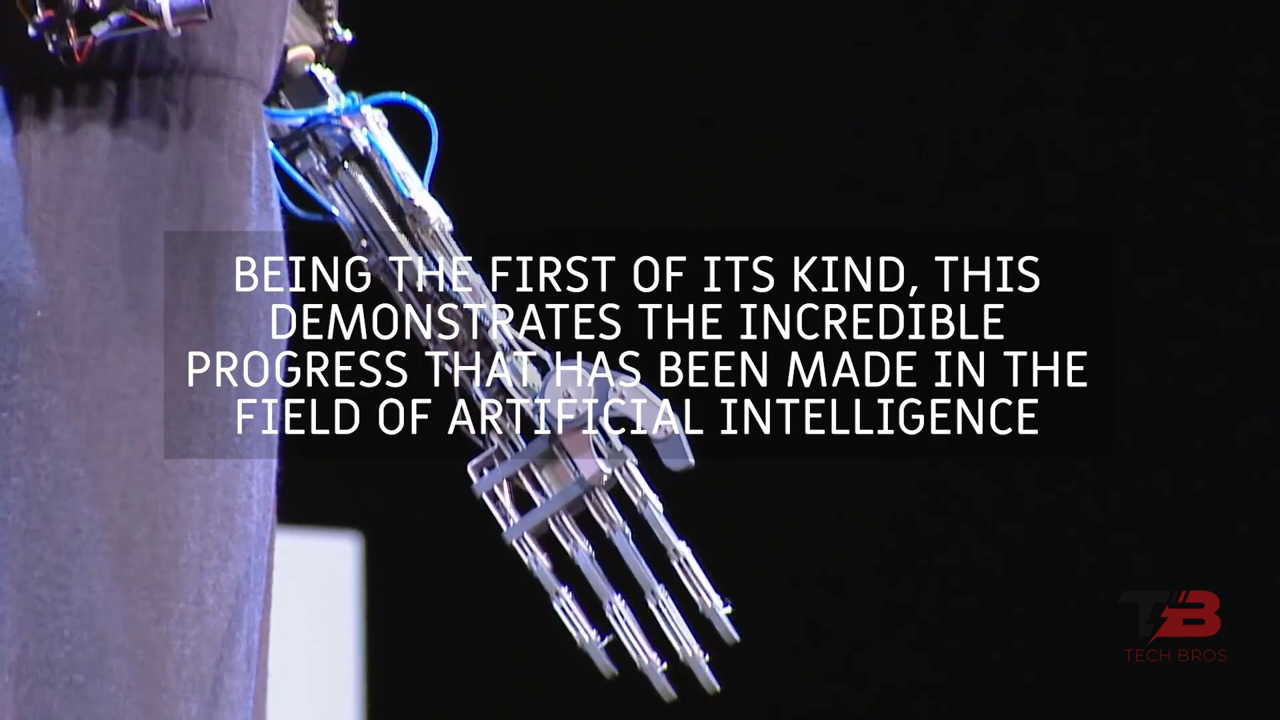 BEING THE FIRST OF ITS KIND, THIS
DEMONSTRATES THE INCREDIBLE
PROGRESS THAT HAS BEEN MADE IN THE
FIELD OF ARTIFICIAL INTELLIGENCE
TB
TECH BROS